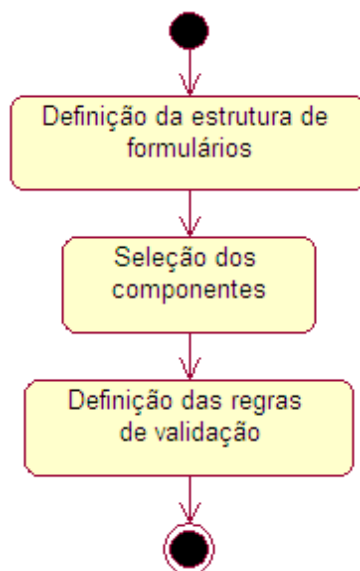 Definição da estrutura de
formulários
Seleção dos
componentes
Definição das regras
de validação